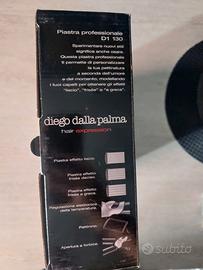 Piastra professionale
D1 130
Sperimentare nuovi stili
significa anche osare.
Questa piastra professionale
ti permette di personalizzare
la tua pettinatura
a seconda dell'umore
e del momento, modellando
i tuoi capelli per ottenere gli effetti
"liscio", "frisée" e "a greca".
diego dalla palma
hair expression
Piastra effetto liscio
Piastra effetto
frisée
Piastra effetto
frisée a greca
Regolazione elettronica
della temperatura
Pettinino
Apertura a forbice
subito